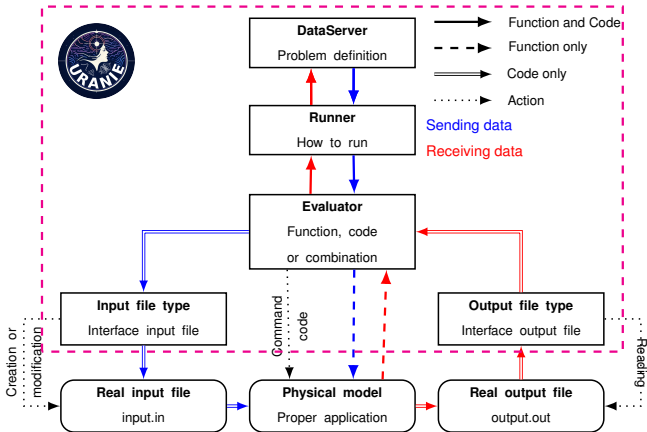 DataServer
Problem definition
Function and Code
Function only
Code only
Action
URANIE
Runner
How to run
Sending data
Receiving data
Evaluator
Function, code
or combination
Input file type
Interface input file
Output file type
Interface output file
Command
code
Creation or
modification
Reading
Real input file
input.in
Physical model
Proper application
Real output file
output.out